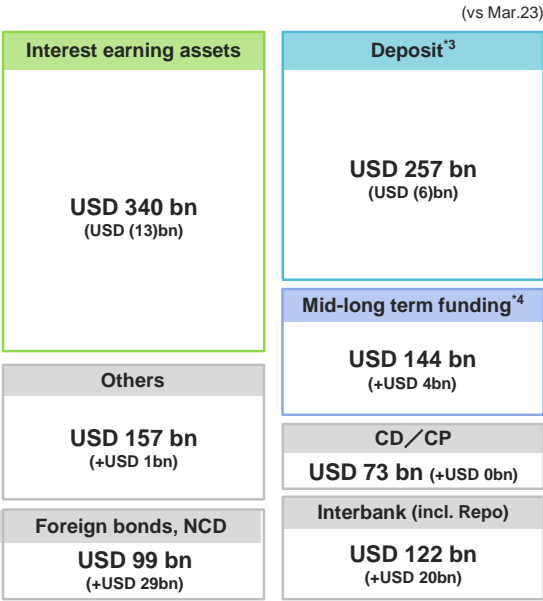 (vs Mar.23)
Interest earning assets
USD 340 bn
(USD (13)bn)
Others
USD 157 bn
(+USD 1bn)
Foreign bonds, NCD
USD 99 bn
(+USD 29bn)
Deposit*3
USD 257 bn
(USD (6)bn)
Mid-long term funding*4
USD 144 bn
(+USD 4bn)
CD／CP
USD 73 bn (+USD 0bn)
Interbank (incl. Repo)
USD 122 bn
(+USD 20bn)